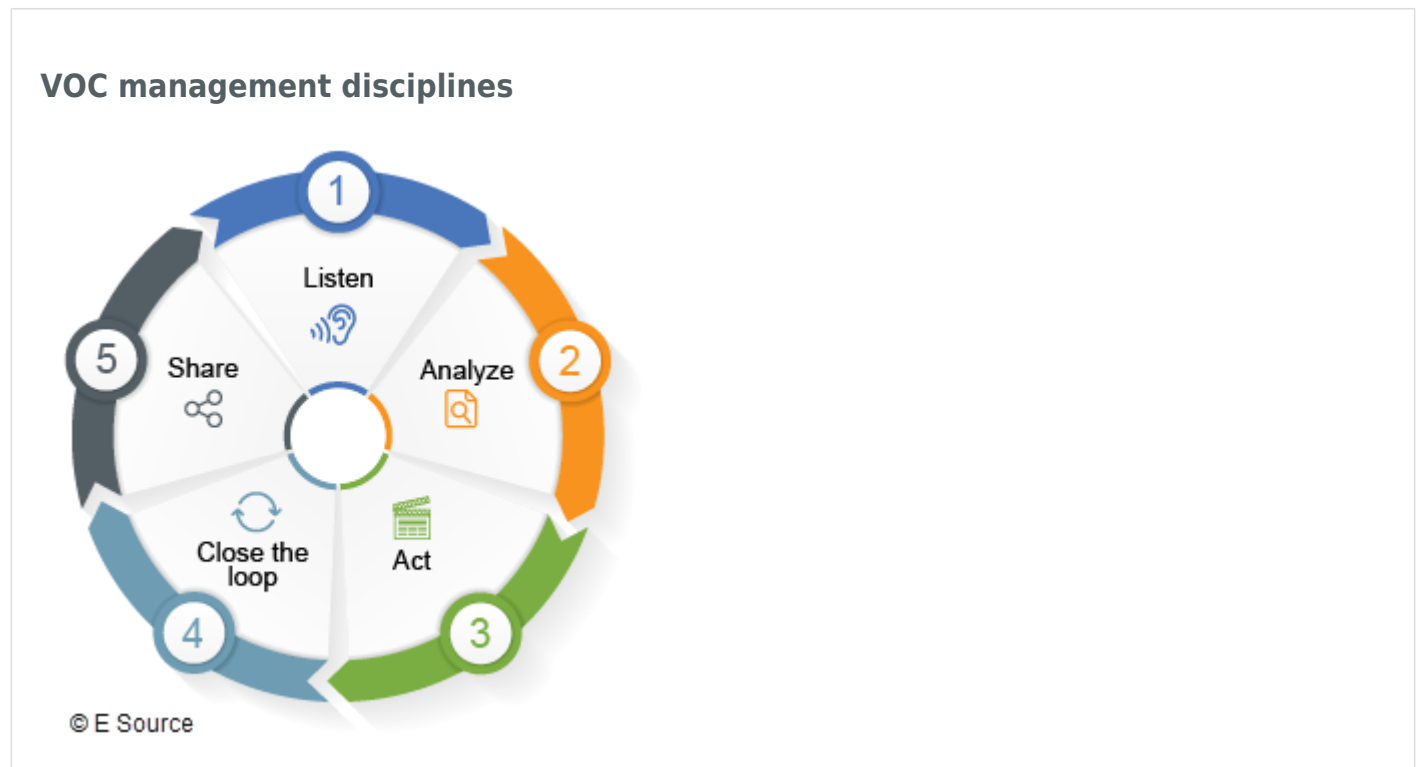 VOC management disciplines
1
Listen
2
Analyze
3
Act
4
Close the
loop
5
Share
© E Source